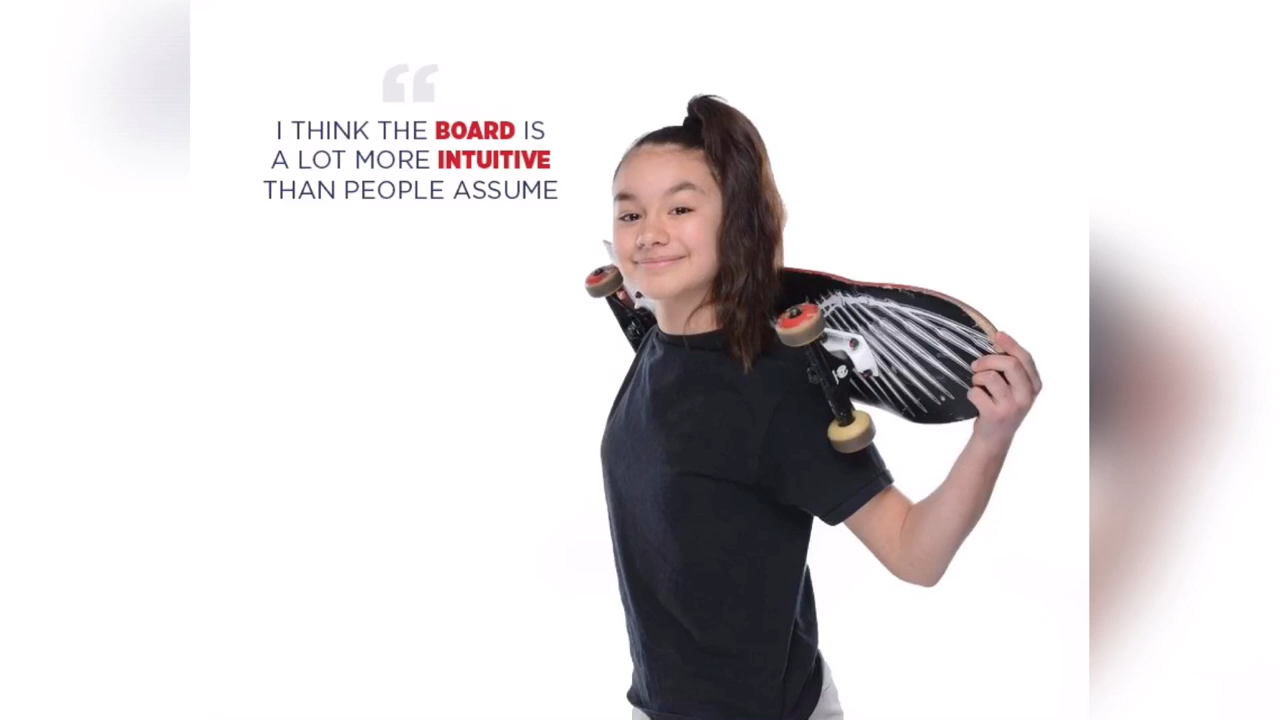 “
I THINK THE BOARD IS
A LOT MORE INTUITIVE
THAN PEOPLE ASSUME